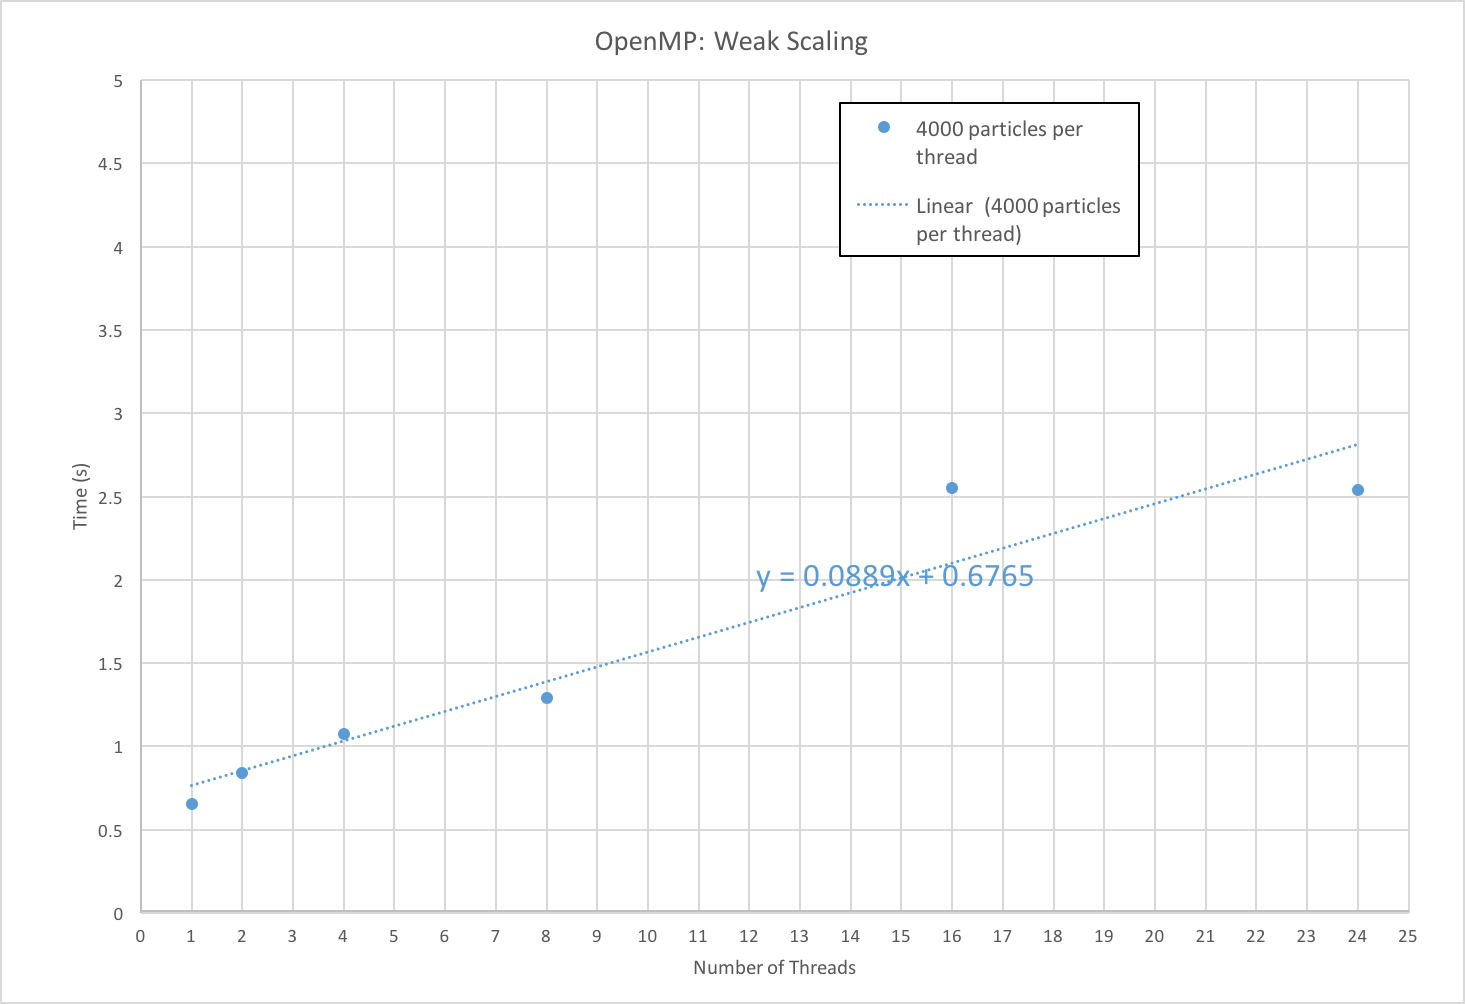 OpenMP: Weak Scaling
5
4.5
4
3.5
3
2.5
2
1.5
1
0.5
0
Time (s)
4000 particles per
thread
Linear (4000 particles
per thread)
y = 0.0889x + 0.6765
0 1 2 3 4 5 6 7 8 9 10 11 12 13 14 15 16 17 18 19 20 21 22 23 24 25
Number of Threads